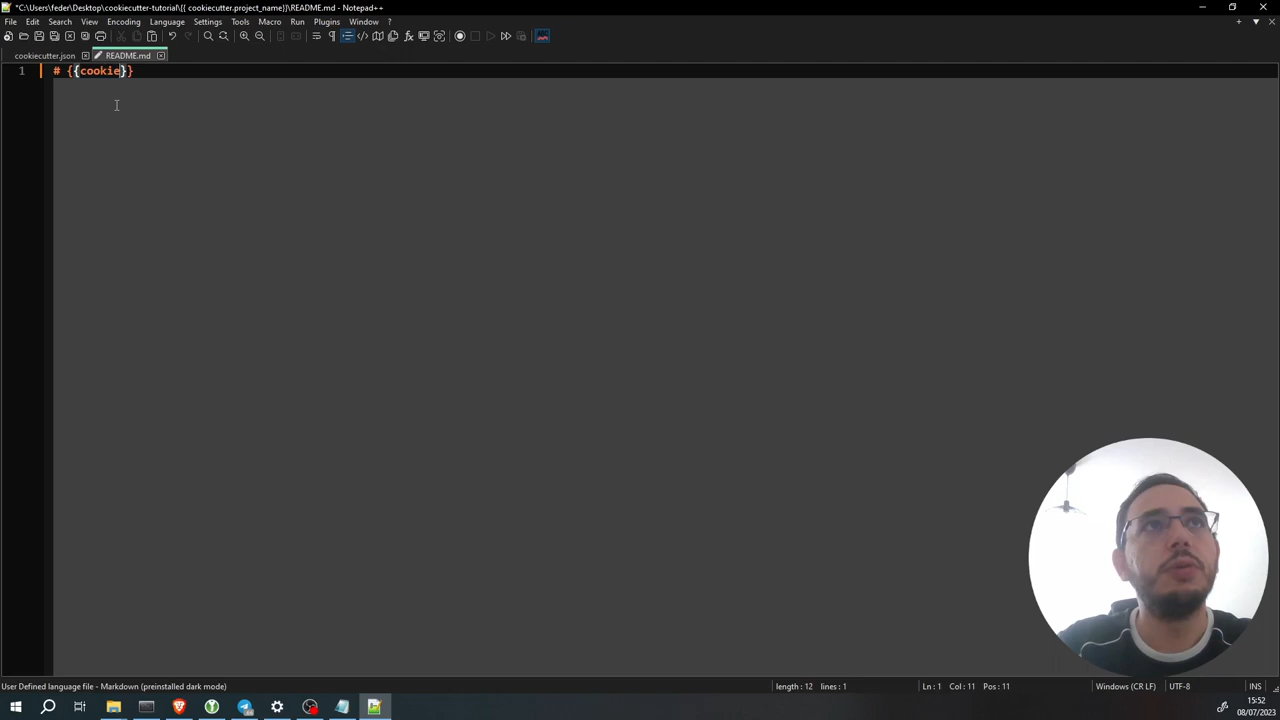 *C:\Users\feder\Desktop\cookiecutter-tutorial\{{ cookiecutter.project_name}}\README.md - Notepad++
File Edit Search View Encoding Language Settings Tools Macro Run Plugins Window ?
cookiecutter.json README.md
1 # {{cookie}}
User Defined language file - Markdown (preinstalled dark mode) length : 12 lines : 1 Ln : 1 Col : 11 Pos : 11 Windows (CR LF) UTF-8 INS
15:52
08/07/2023